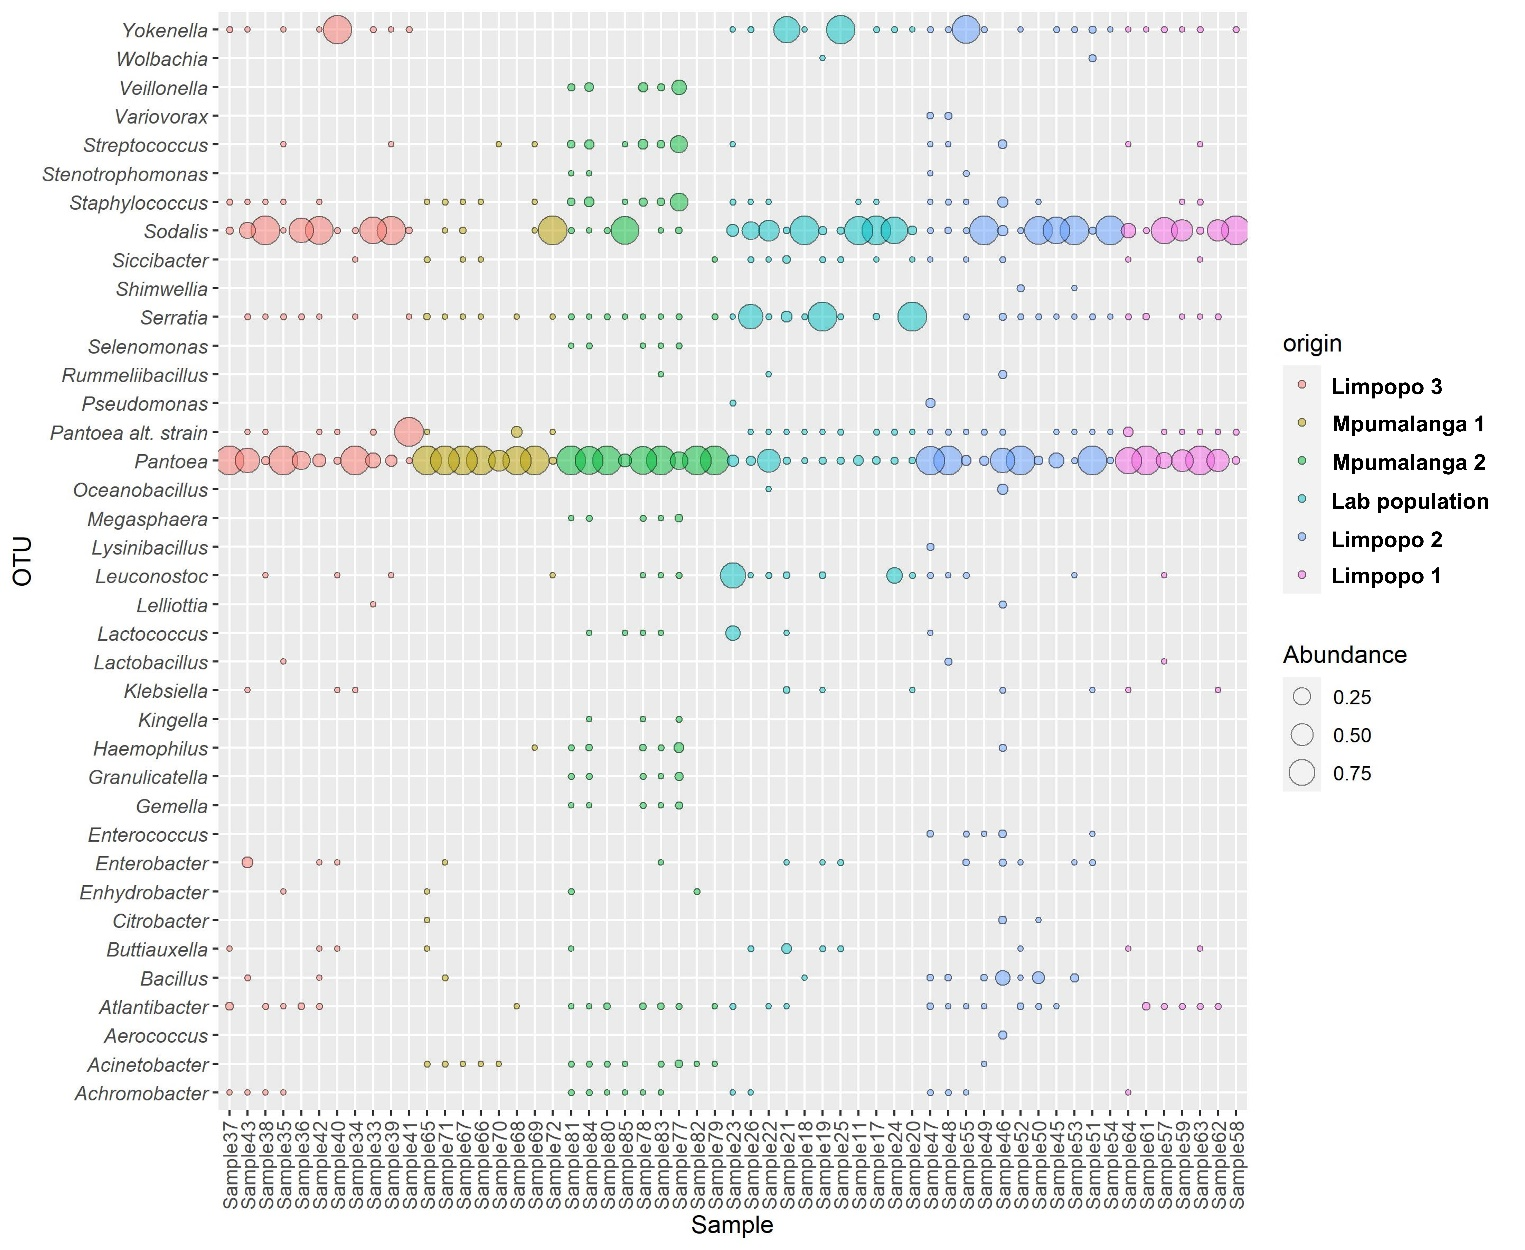 Yokenella
Wolbachia
Veillonella
Variovorax
Streptococcus
Stenotrophomonas
Staphylococcus
Sodalis
Siccibacter
Shimwellia
Serratia
Selenomonas
Rummeliibacillus
Pseudomonas
Pantoea alt. strain
Pantoea
Oceanobacillus
Megasphaera
Lysinibacillus
Leuconostoc
Lelliottia
Lactococcus
Lactobacillus
Klebsiella
Kingella
Haemophilus
Granulicatella
Gemella
Enterococcus
Enterobacter
Enhydrobacter
Citrobacter
Buttiauxella
Bacillus
Atlantibacter
Aerococcus
Acinetobacter
Achromobacter
OTU
Sample37
Sample43
Sample38
Sample35
Sample36
Sample42
Sample40
Sample34
Sample33
Sample39
Sample41
Sample65
Sample71
Sample67
Sample66
Sample70
Sample68
Sample69
Sample72
Sample81
Sample84
Sample80
Sample85
Sample78
Sample83
Sample77
Sample82
Sample79
Sample23
Sample26
Sample22
Sample21
Sample18
Sample19
Sample25
Sample11
Sample17
Sample24
Sample20
Sample47
Sample48
Sample55
Sample49
Sample46
Sample52
Sample50
Sample45
Sample53
Sample51
Sample54
Sample64
Sample61
Sample57
Sample59
Sample63
Sample62
Sample58
Sample
origin
Limpopo 3
Mpumalanga 1
Mpumalanga 2
Lab population
Limpopo 2
Limpopo 1
Abundance
0.25
0.50
0.75